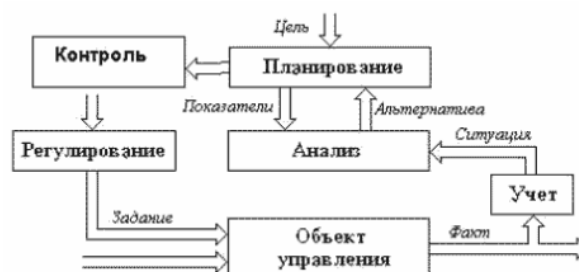 Цель
Контроль
Планирование
Показатели
Альтернатива
Ситуация
Регулирование
Анализ
Учет
Задание
Объект
управления
Факт